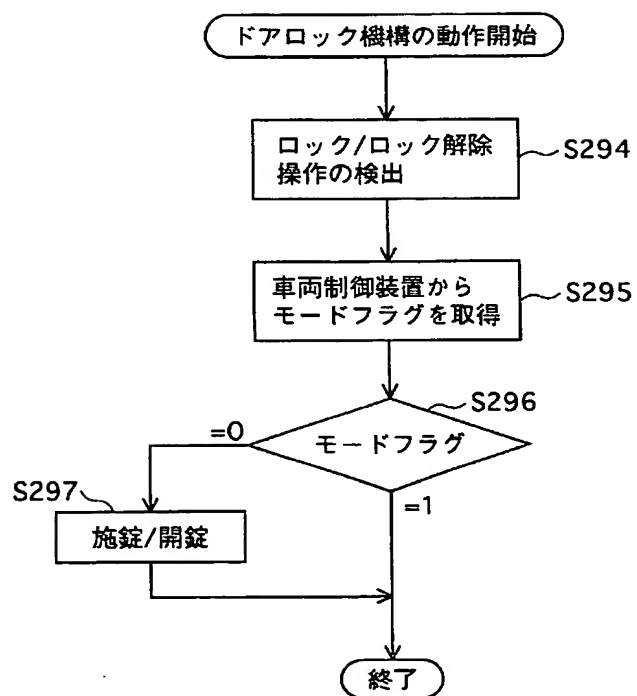 ドアロック機構の動作開始
ロック/ロック解除
操作の検出
S294
車両制御装置から
モードフラグを取得
S295
S296
モードフラグ
=0
=1
S297
施錠/開錠
終了